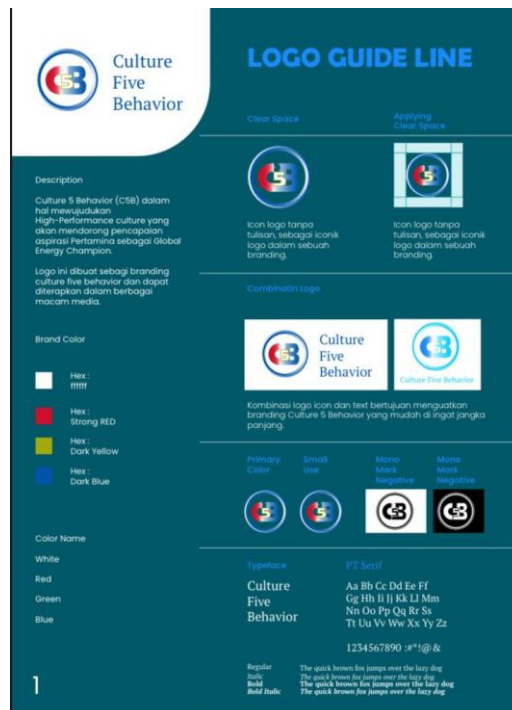 C5B
Culture
Five
Behavior
LOGO GUIDE LINE
Description
Culture 5 Behavior (C5B) dalam
hal mewujudukan
High-Performance culture yang
akan mendorong pencapaian
aspirasi Pertamina sebagai Global
Energy Champion.
Logo ini dibuat sebagi branding
culture five behavior dan dapat
diterapkan dalam berbagai
macam media.
Brand Color
Hex :
ffffff
Hex :
Strong RED
Hex :
Dark Yellow
Hex :
Dark Blue
Color Name
White
Red
Green
Blue
1
Clear Space
C5B
Icon logo tanpa
tulisan, sebagai iconik
logo dalam sebuah
branding.
Applying
Clear Space
C5B
Icon logo tanpa
tulisan, sebagai iconik
logo dalam sebuah
branding.
Combinatin Logo
C5B
Culture
Five
Behavior
C5B
Culture Five Behavior
Kombinasi logo icon dan text bertujuan menguatkan
branding Culture 5 Behavior yang mudah di ingat jangka
panjang.
Primary
Color
C5B
Small
Use
C5B
Mono
Mark
Negative
C5B
Mono
Mark
Negative
C5B
Typeface
Culture
Five
Behavior
PT Serif
Aa Bb Cc Dd Ee Ff
Gg Hh Ii Jj Kk Ll Mm
Nn Oo Pp Qq Rr Ss
Tt Uu Vv Ww Xx Yy Zz
1234567890 :#*!@ &
Regular The quick brown fox jumps over the lazy dog
Italic The quick brown fox jumps over the lazy dog
Bold The quick brown fox jumps over the lazy dog
Bold Italic The quick brown fox jumps over the lazy dog